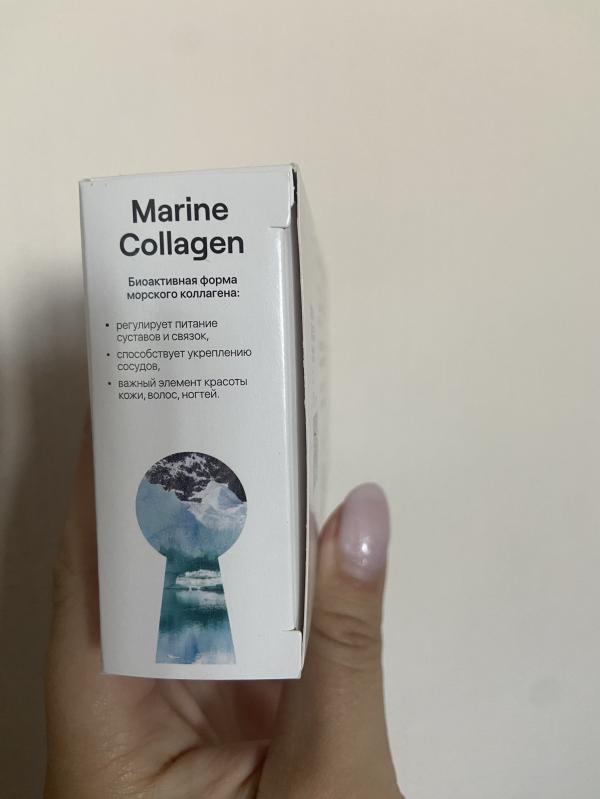 Marine
Collagen
Биоактивная форма
морского коллагена:
• регулирует питание
суставов и связок,
• способствует укреплению
сосудов,
• важный элемент красоты
кожи, волос, ногтей.